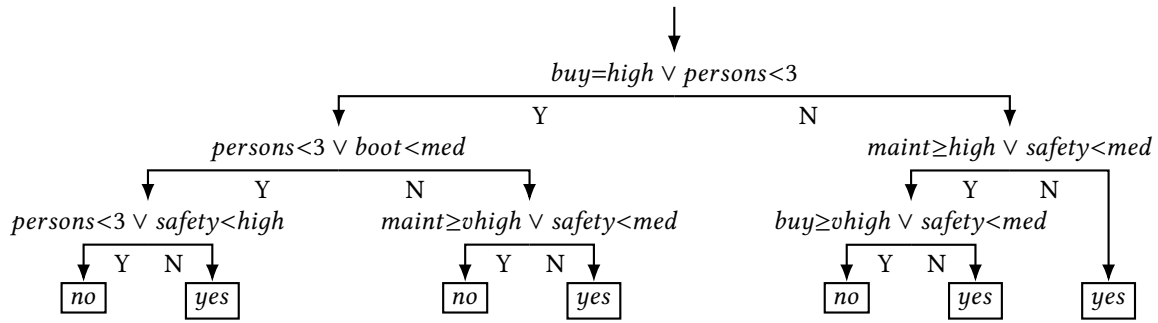 buy=high ∨ persons<3
Y N
persons<3 ∨ boot<med maint≥high ∨ safety<med
Y N Y N
persons<3 ∨ safety<high maint≥vhigh ∨ safety<med buy≥vhigh ∨ safety<med
Y N Y N Y N
no yes no yes no yes yes